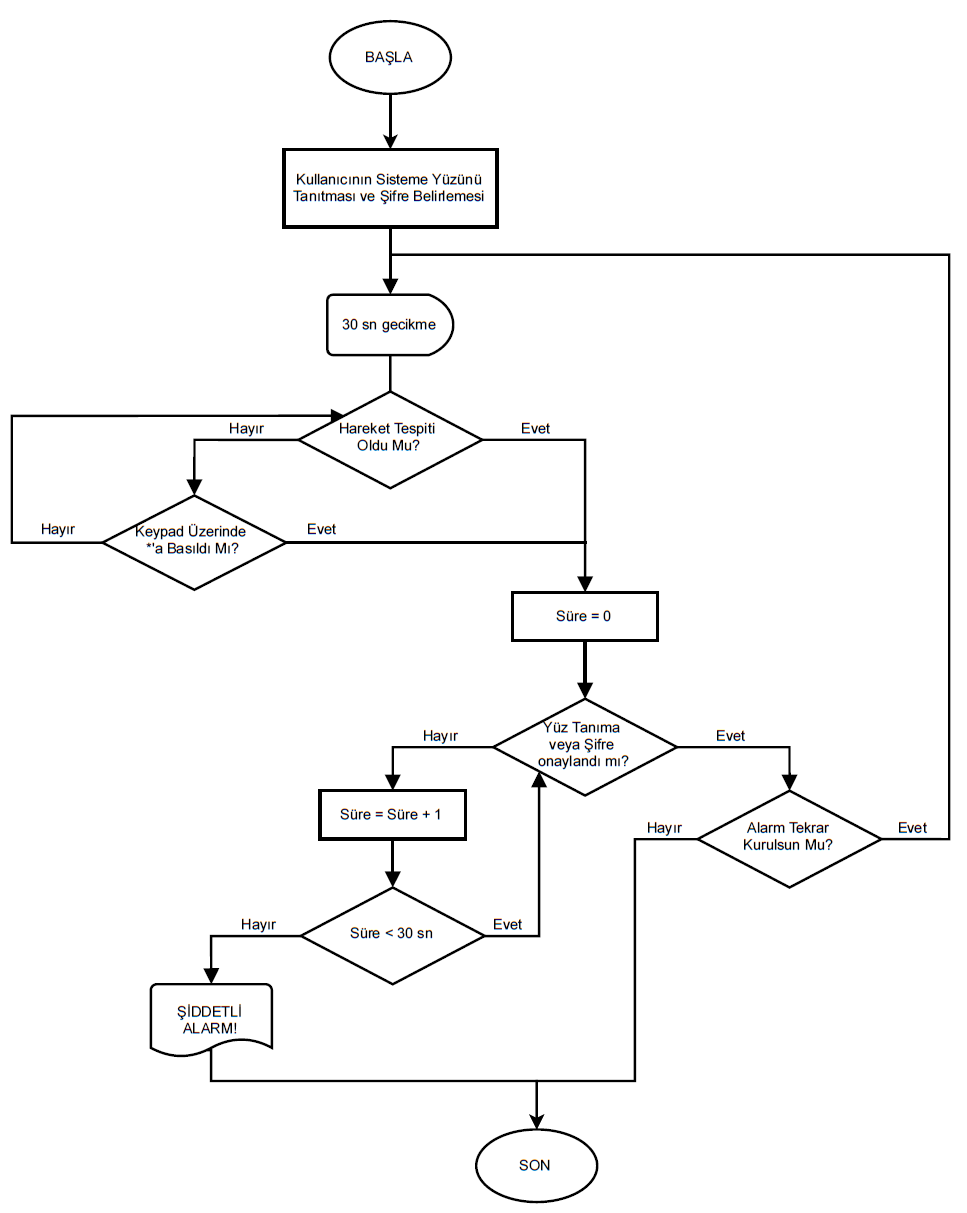 BAŞLA
Kullanıcının Sisteme Yüzünü
Tanıtması ve Şifre Belirlemesi
30 sn gecikme
Hayır
Hareket Tespiti
Oldu Mu?
Evet
Hayır
Keypad Üzerinde
*'a Basıldı Mı?
Evet
Süre = 0
Hayır
Yüz Tanıma
veya Şifre
onaylandı mı?
Evet
Süre = Süre + 1
Hayır
Alarm Tekrar
Kurulsun Mu?
Evet
Hayır
Süre < 30 sn
Evet
ŞİDDETLİ
ALARM!
SON